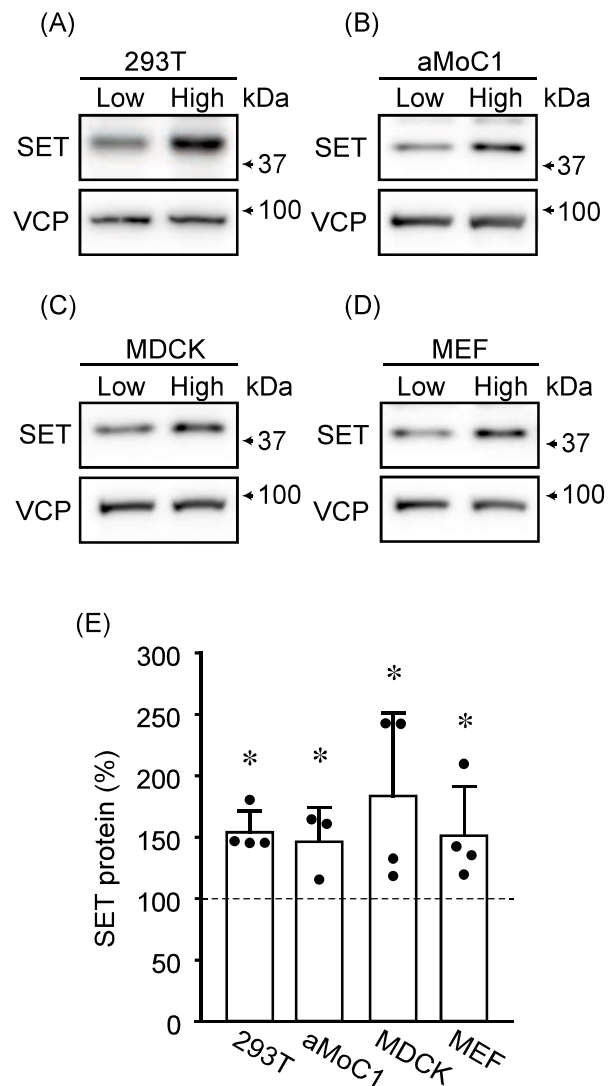 (A)
293T
Low High kDa
SET
37
VCP
100
(B)
aMoC1
Low High kDa
SET
37
VCP
100
(C)
MDCK
Low High kDa
SET
37
VCP
100
(D)
MEF
Low High kDa
SET
37
VCP
100
(E)
SET protein (%)
300
250
200
150
100
50
0
* * * *
293T aMoC1 MDCK MEF